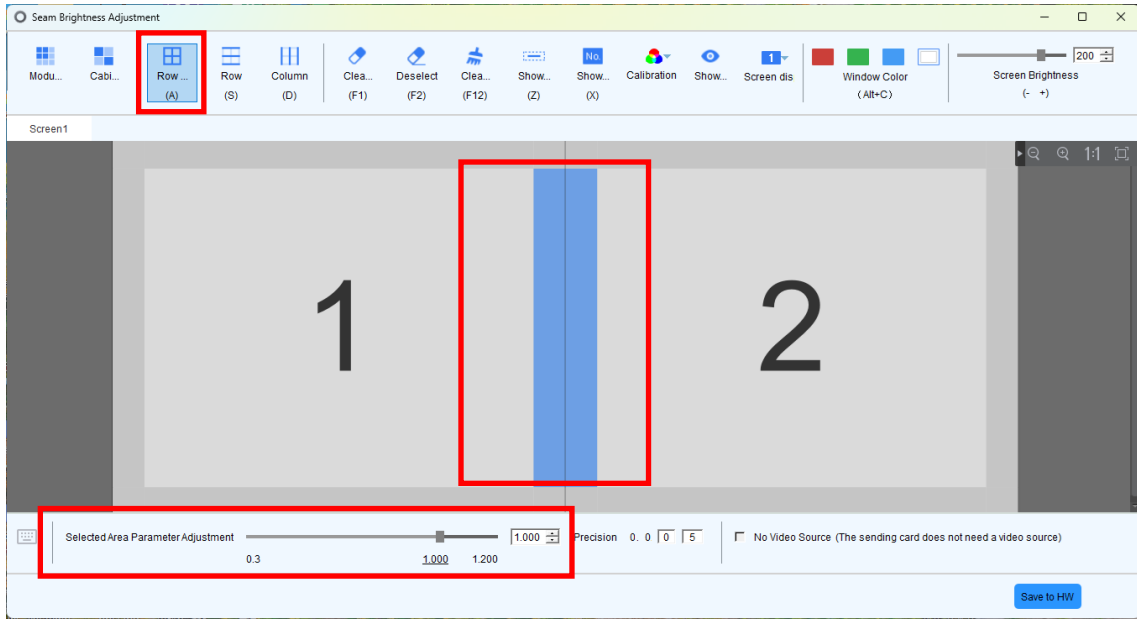 Seam Brightness Adjustment
Modu... Cabi... Row ... Row Column Clea... Deselect Clea... Show... No. Show... Calibration Show... 1 Screen dis Window Color 200 Screen Brightness
(A) (S) (D) (F1) (F2) (F12) (Z) (X) (Alt+C) (- +)
Screen1
1:1
1 2
Selected Area Parameter Adjustment 1.000 Precision 0. 0 0 5 No Video Source (The sending card does not need a video source)
0.3 1.000 1.200
Save to HW